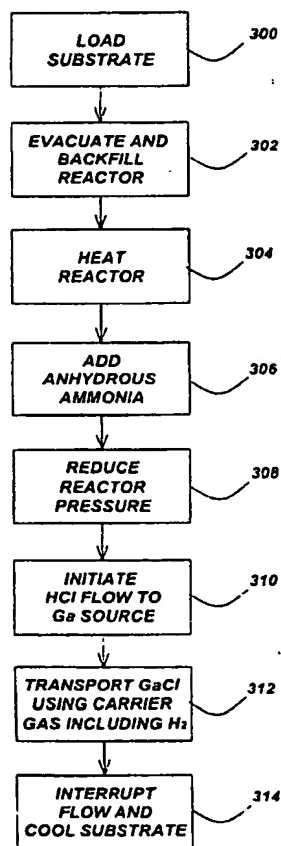 LOAD
SUBSTRATE
300
EVACUATE AND
BACKFILL
REACTOR
302
HEAT
REACTOR
304
ADD
ANHYDROUS
AMMONIA
306
REDUCE
REACTOR
PRESSURE
308
INITIATE
HCl FLOW TO
Ga SOURCE
310
TRANSPORT GaCl
USING CARRIER
GAS INCLUDING H₂
312
INTERRUPT
FLOW AND
COOL SUBSTRATE
314